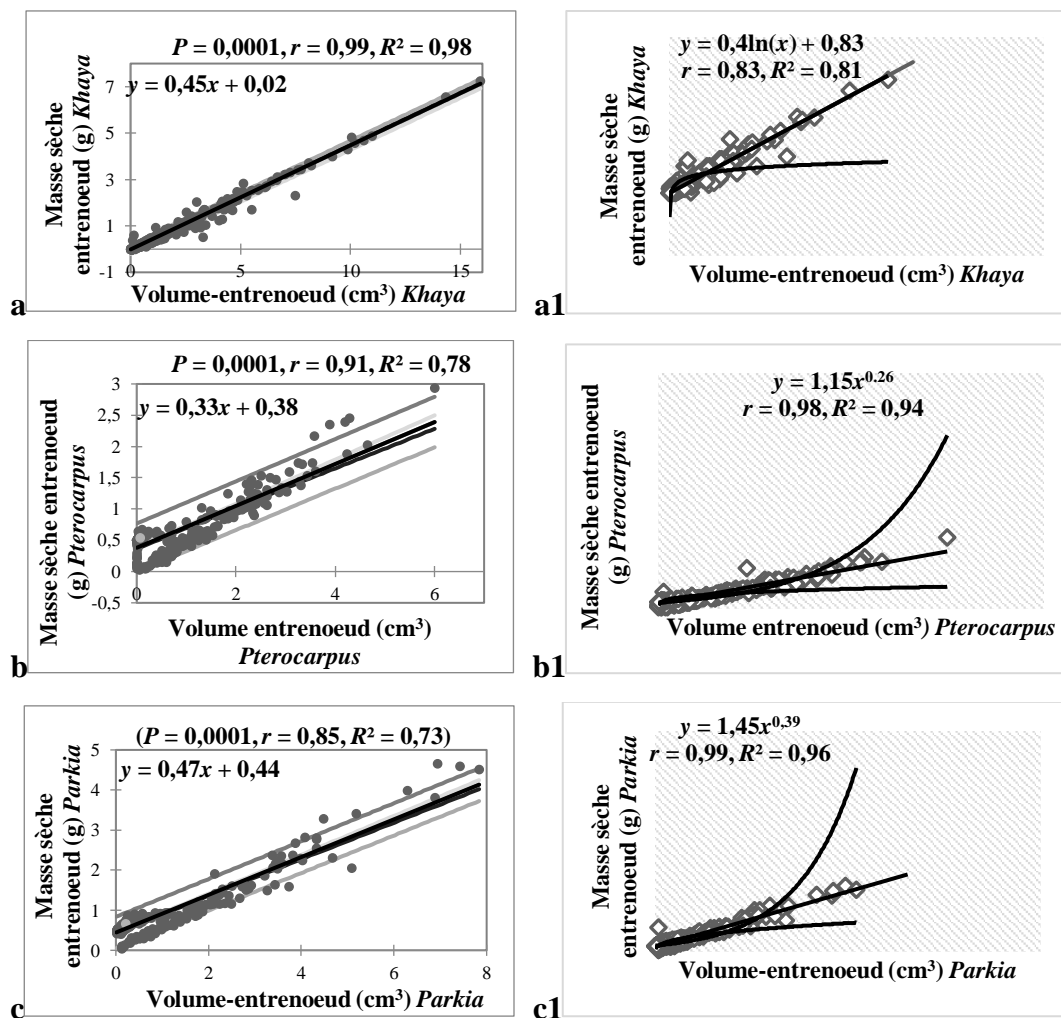 P = 0,0001, r = 0,99, R² = 0,98
y = 0,45x + 0,02
Masse sèche
entrenoeud (g) Khaya
7
5
3
1
-1
0
5
10
15
Volume-entrenoeud (cm³) Khaya
a
y = 0,4ln(x) + 0,83
r = 0,83, R² = 0,81
Masse sèche
entrenoeud (g) Khaya
Volume-entrenoeud (cm³) Khaya
a1
P = 0,0001, r = 0,91, R² = 0,78
y = 0,33x + 0,38
Masse sèche entrenoeud
(g) Pterocarpus
3
2,5
2
1,5
1
0,5
0
-0,5
0
2
4
6
Volume entrenoeud (cm³)
Pterocarpus
b
y = 1,15x^0.26
r = 0,98, R² = 0,94
Masse sèche entrenoeud
(g) Pterocarpus
Volume entrenoeud (cm³) Pterocarpus
b1
(P = 0,0001, r = 0,85, R² = 0,73)
y = 0,47x + 0,44
Masse sèche
entrenoeud (g) Parkia
5
4
3
2
1
0
0
2
4
6
8
Volume-entrenoeud (cm³) Parkia
c
y = 1,45x^0,39
r = 0,99, R² = 0,96
Masse sèche
entrenoeud (g) Parkia
Volume-entrenoeud (cm³) Parkia
c1